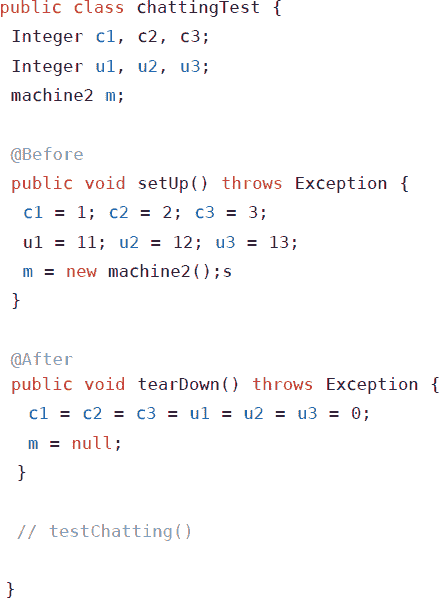 public class chattingTest {
Integer c1, c2, c3;
Integer u1, u2, u3;
machine2 m;
@Before
public void setUp() throws Exception {
c1 = 1; c2 = 2; c3 = 3;
u1 = 11; u2 = 12; u3 = 13;
m = new machine2();s
}
@After
public void tearDown() throws Exception {
c1 = c2 = c3 = u1 = u2 = u3 = 0;
m = null;
}
// testChatting()
}